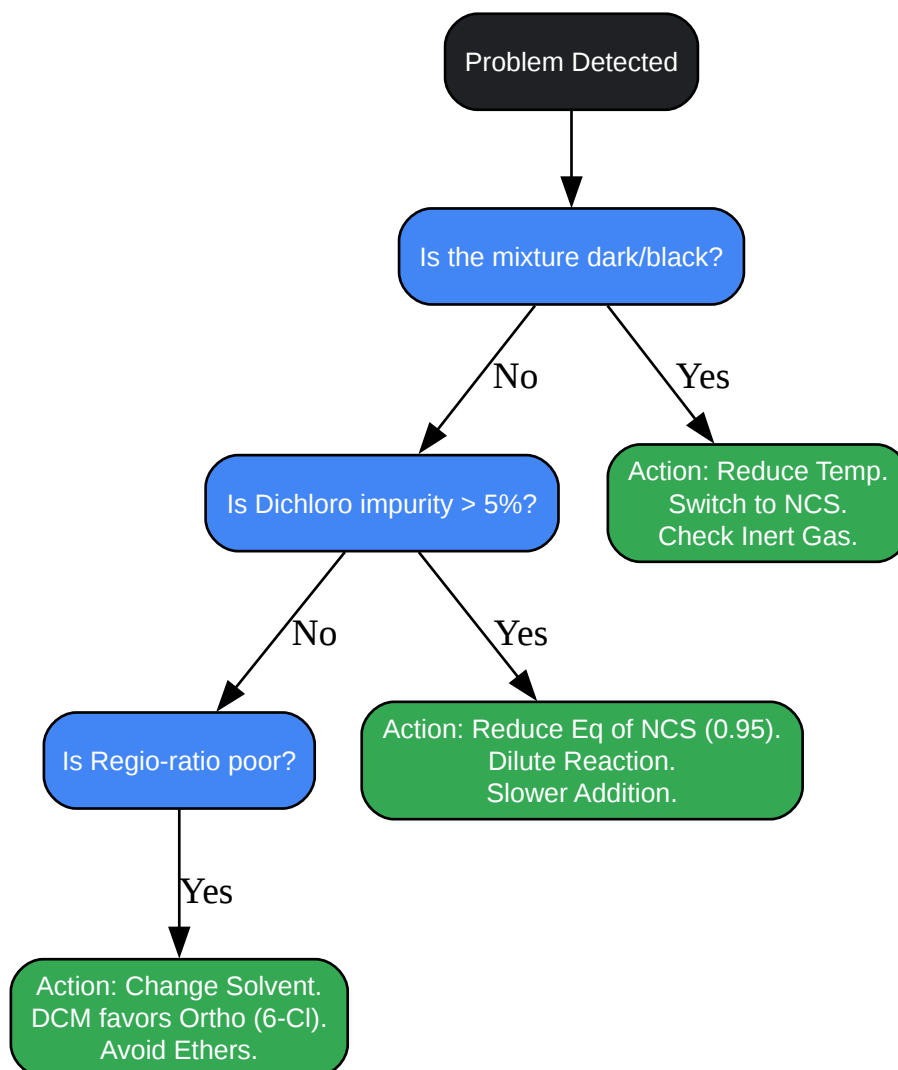 Problem Detected
Is the mixture dark/black?
No
Yes
Action: Reduce Temp.
Switch to NCS.
Check Inert Gas.
Is Dichloro impurity > 5%?
No
Yes
Action: Reduce Eq of NCS (0.95).
Dilute Reaction.
Slower Addition.
Is Regio-ratio poor?
Yes
Action: Change Solvent.
DCM favors Ortho (6-Cl).
Avoid Ethers.